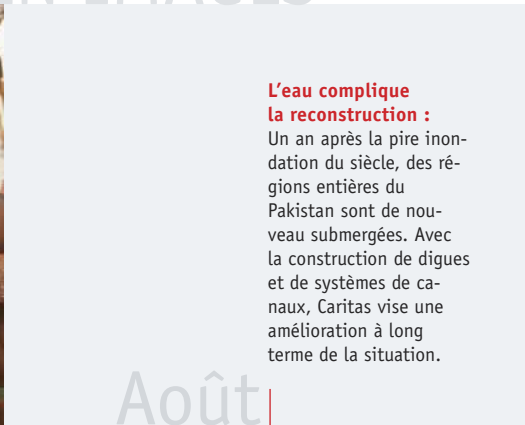 IN IMAGES
L'eau complique
la reconstruction :
Un an après la pire inon-
dation du siècle, des ré-
gions entières du
Pakistan sont de nou-
veau submergées. Avec
la construction de digues
et de systèmes de ca-
naux, Caritas vise une
amélioration à long
terme de la situation.
Août